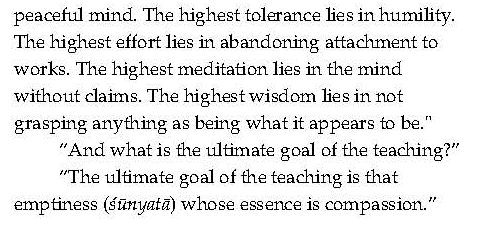 peaceful mind. The highest tolerance lies in humility.
The highest effort lies in abandoning attachment to
works. The highest meditation lies in the mind
without claims. The highest wisdom lies in not
grasping anything as being what it appears to be."
“And what is the ultimate goal of the teaching?”
“The ultimate goal of the teaching is that
emptiness (śūnyatā) whose essence is compassion.”